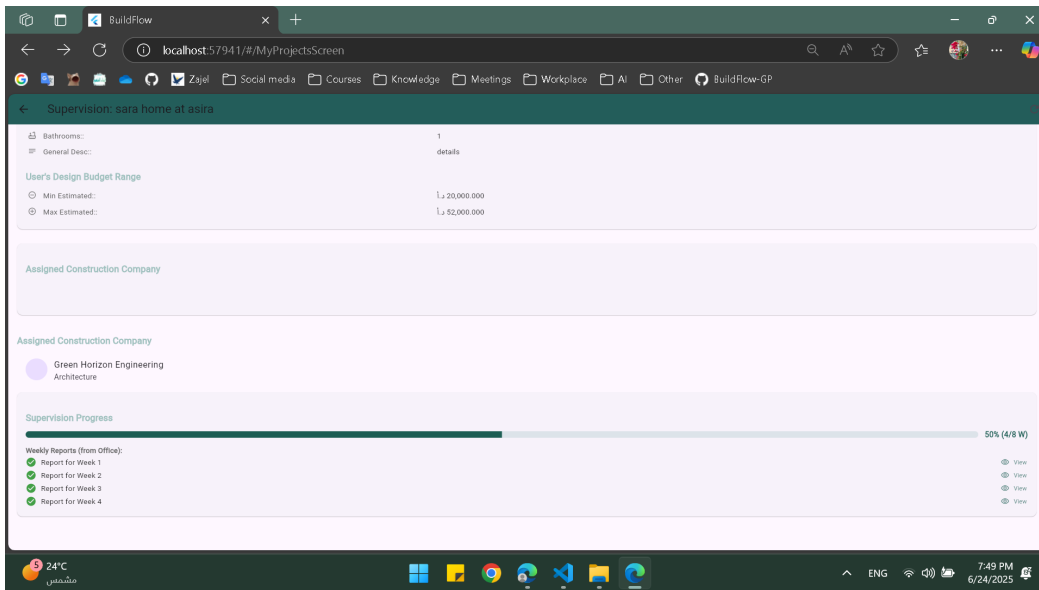 BuildFlow
localhost:57941/#/MyProjectsScreen
Zajel Social media Courses Knowledge Meetings Workplace AI Other BuildFlow-GP
Supervision: sara home at asira
Bathrooms:: 1
General Desc:: details
User's Design Budget Range
Min Estimated:: د.أ 20,000.000
Max Estimated:: د.أ 52,000.000
Assigned Construction Company
Assigned Construction Company
Green Horizon Engineering
Architecture
Supervision Progress
50% (4/8 W)
Weekly Reports (from Office):
Report for Week 1 View
Report for Week 2 View
Report for Week 3 View
Report for Week 4 View
5 24°C
مشمس
ENG
7:49 PM
6/24/2025